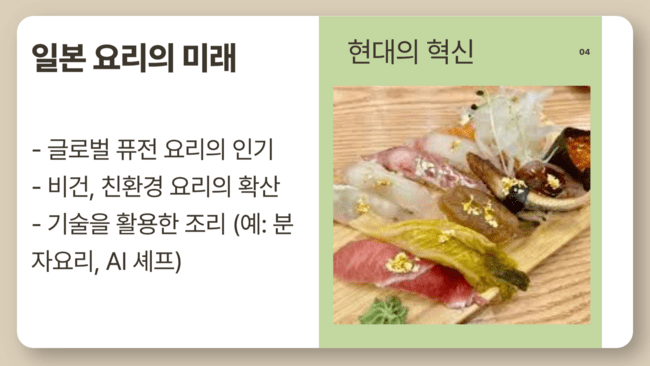 일본 요리의 미래
- 글로벌 퓨전 요리의 인기
- 비건, 친환경 요리의 확산
- 기술을 활용한 조리 (예: 분
자요리, AI 셰프)
현대의 혁신
04